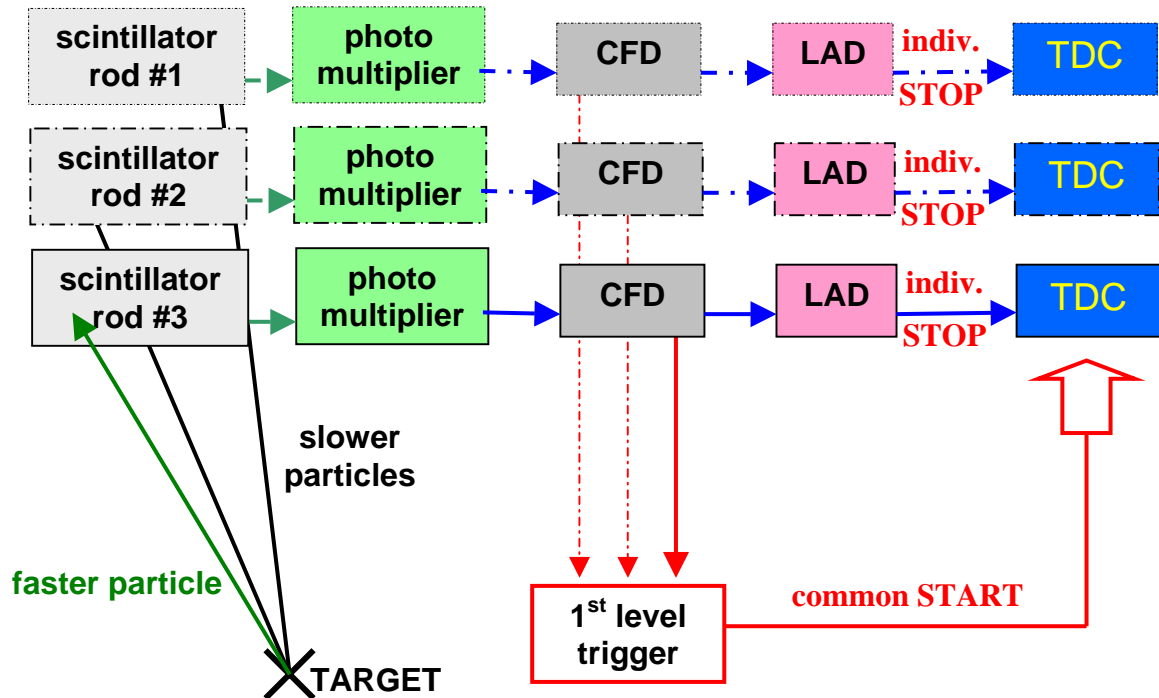 scintillator
rod #1
photo
multiplier
CFD
LAD
indiv.
STOP
TDC
scintillator
rod #2
photo
multiplier
CFD
LAD
indiv.
STOP
TDC
scintillator
rod #3
photo
multiplier
CFD
LAD
indiv.
STOP
TDC
slower
particles
faster particle
1st level
trigger
common START
TARGET